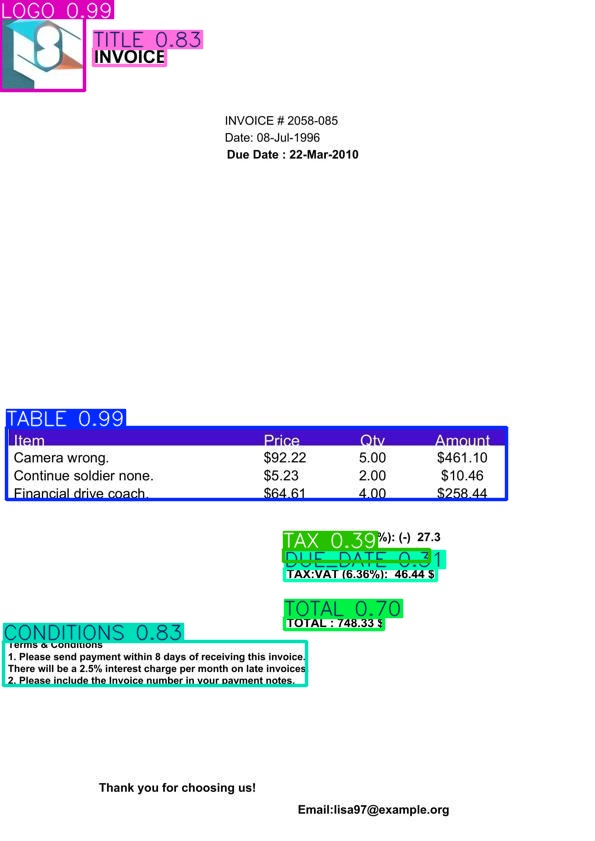 LOGO 0.99
TITLE 0.83
INVOICE
INVOICE # 2058-085
Date: 08-Jul-1996
Due Date : 22-Mar-2010
TABLE 0.99
Item Price Qty Amount
Camera wrong. $92.22 5.00 $461.10
Continue soldier none. $5.23 2.00 $10.46
Financial drive coach. $64.61 4.00 $258.44
TAX 0.39 %): (-) 27.3
DUE_DATE 0.31
TAX:VAT (6.36%): 46.44 $
TOTAL 0.70
TOTAL : 748.33 $
CONDITIONS 0.83
Terms & Conditions
1. Please send payment within 8 days of receiving this invoice.
There will be a 2.5% interest charge per month on late invoices
2. Please include the Invoice number in your payment notes.
Thank you for choosing us!
Email:lisa97@example.org